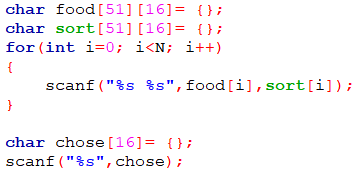 char food[51][16]= {};
char sort[51][16]= {};
for(int i=0; i<N; i++)
{
    scanf("%s %s",food[i],sort[i]);
}

char chose[16]= {};
scanf("%s",chose);